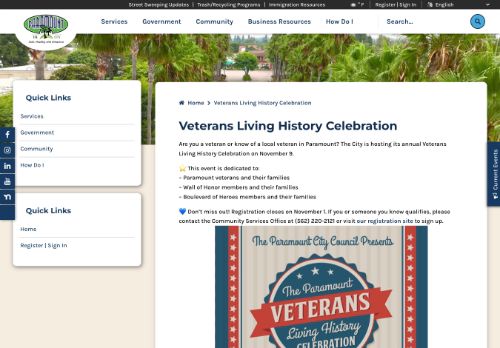 Street Sweeping Updates | Trash/Recycling Programs | Immigration Resources
° F
Register | Sign In
English
PARAMOUNT
Services
Government
Community
Business Resources
How Do I
Search...
Quick Links
Services
Government
Community
How Do I
Quick Links
Home
Register | Sign In
Home > Veterans Living History Celebration
Veterans Living History Celebration
Are you a veteran or know of a local veteran in Paramount? The City is hosting its annual Veterans
Living History Celebration on November 9.
This event is dedicated to:
– Paramount veterans and their families
– Wall of Honor members and their families
– Boulevard of Heroes members and their families
💙 Don't miss out! Registration closes on November 1. If you or someone you know qualifies, please
contact the Community Services Office at (562) 220-2121 or visit our registration site to sign up.
The Paramount City Council Presents
The Paramount
VETERANS
Living History
CELEBRATION
Current Events